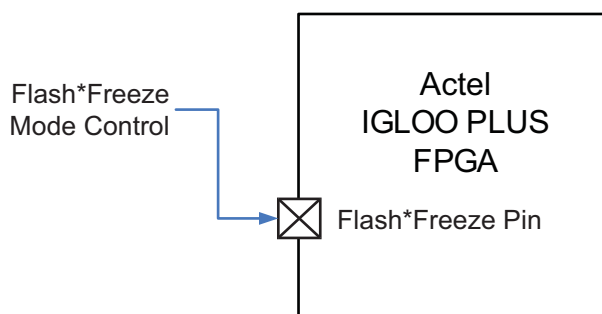 Flash*Freeze
Mode Control
Actel
IGLOO PLUS
FPGA
Flash*Freeze Pin